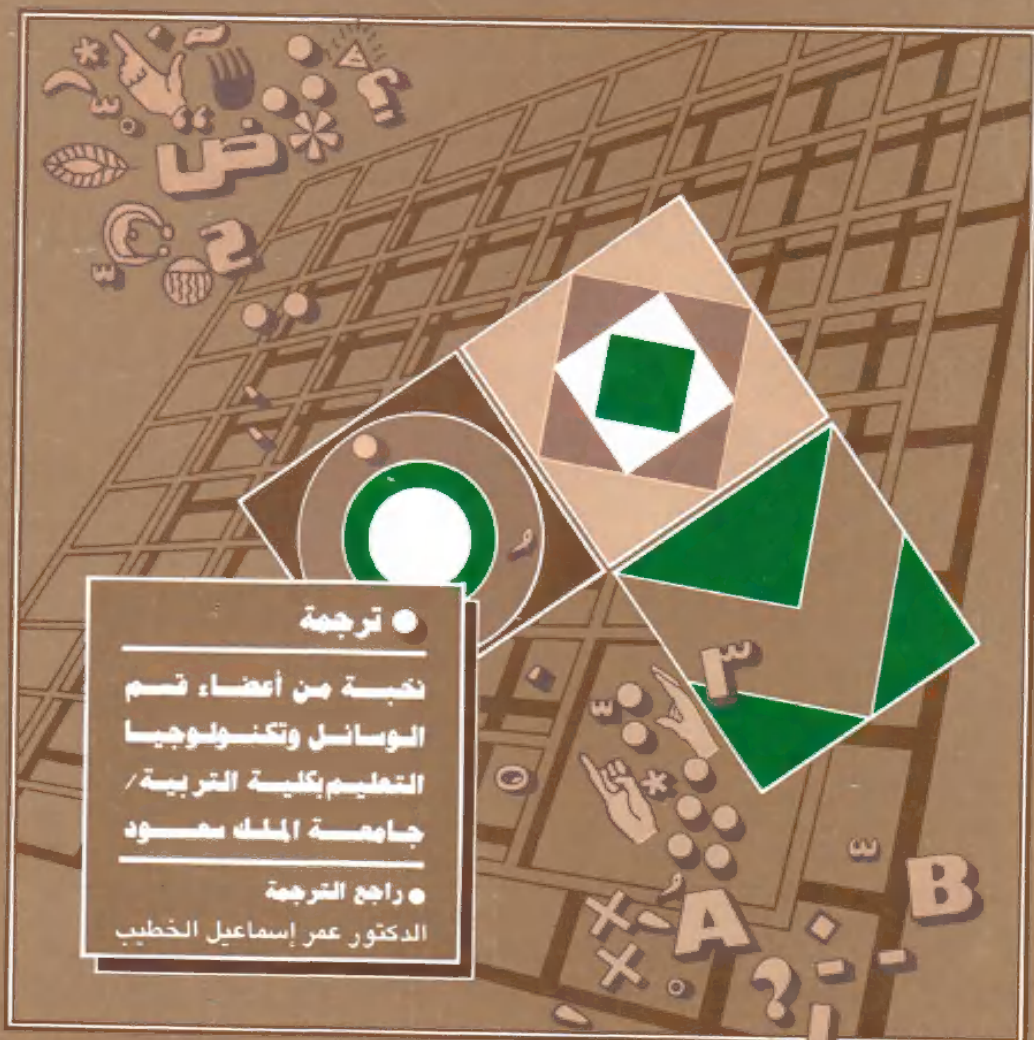 ض
ح
● ترجمة
نخبة من أعضاء قسم
الوسائل وتكنولوجيا
التعليم بكلية التربية/
جامعة الملك سعود
● راجع الترجمة
الدكتور عمر إسماعيل الخطيب
٣
A
B
؟